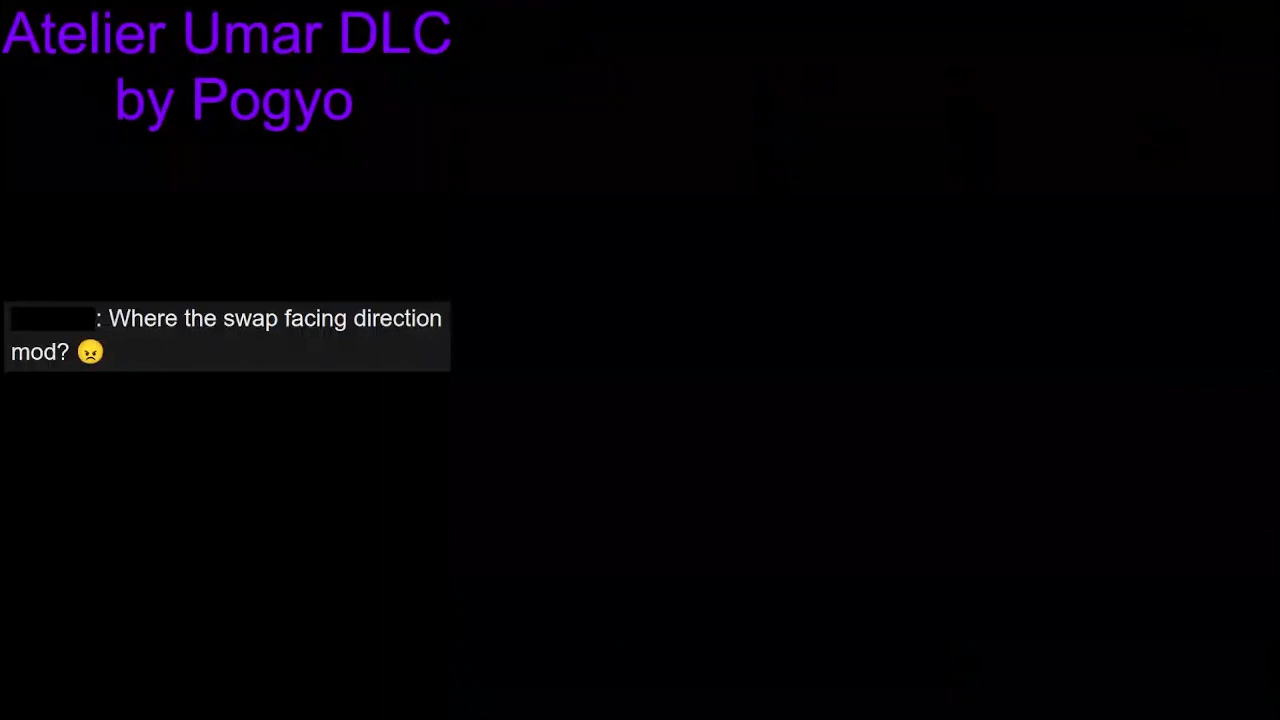 Atelier Umar DLC
by Pogyo
: Where the swap facing direction
mod? 😠